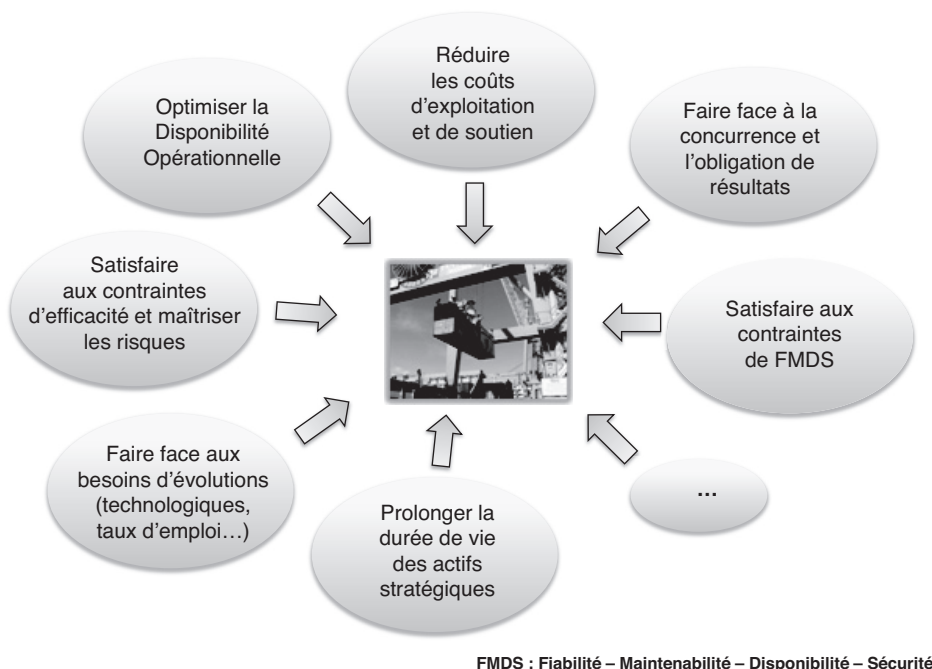 Réduire
les coûts
d'exploitation
et de soutien
Optimiser la
Disponibilité
Opérationnelle
Faire face à la
concurrence et
l'obligation de
résultats
Satisfaire
aux contraintes
d'efficacité et maîtriser
les risques
Satisfaire aux
contraintes
de FMDS
Faire face aux
besoins d'évolutions
(technologiques,
taux d'emploi…)
Prolonger la
durée de vie
des actifs
stratégiques
…
FMDS : Fiabilité – Maintenabilité – Disponibilité – Sécurité